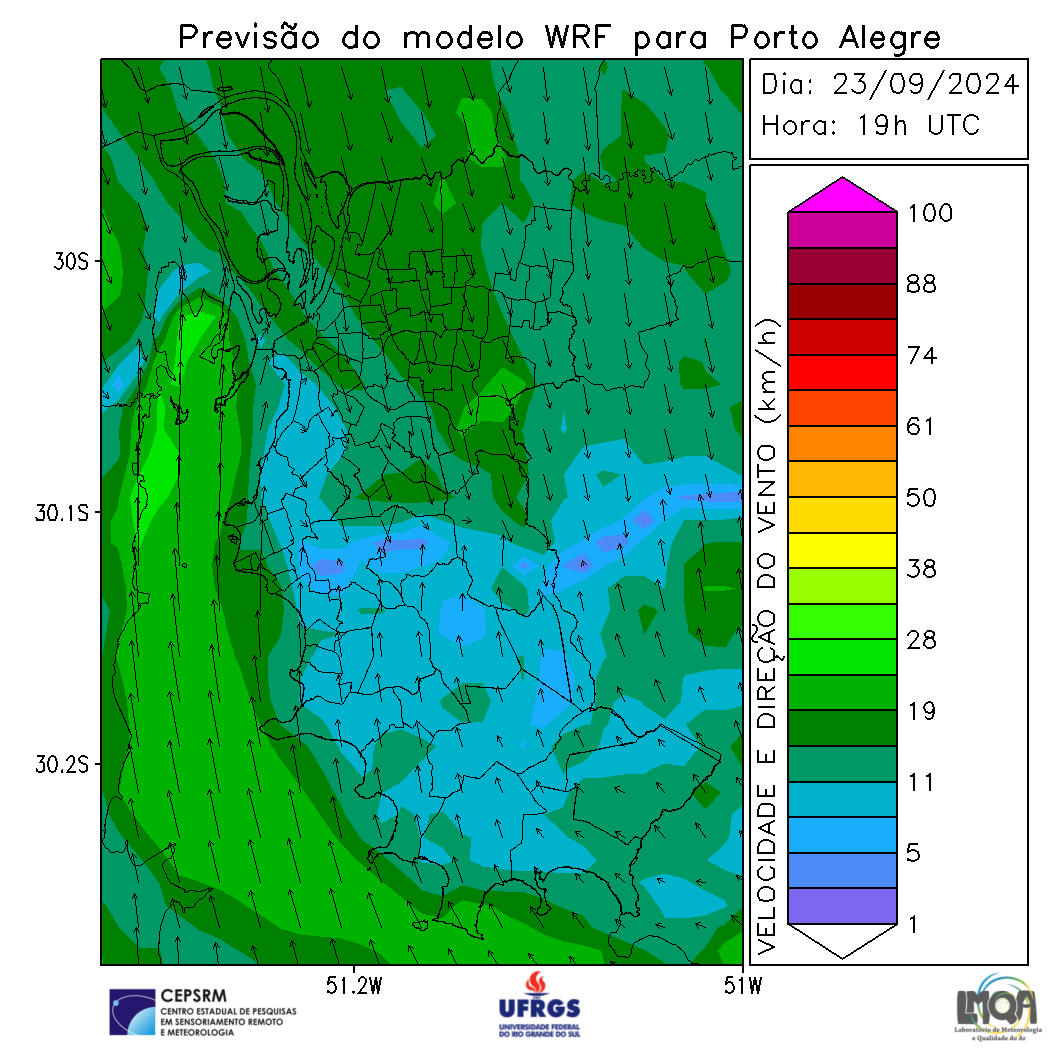 Previsão do modelo WRF para Porto Alegre
Dia: 23/09/2024
Hora: 19h UTC
30S
30.1S
30.2S
51.2W
51W
VELOCIDADE E DIREÇÃO DO VENTO (km/h)
100
88
74
61
50
38
28
19
11
5
1
CEPSRM
CENTRO ESTADUAL DE PESQUISAS
EM SENSORIAMENTO REMOTO
E METEOROLOGIA
UFRGS
UNIVERSIDADE FEDERAL
DO RIO GRANDE DO SUL
LMQA
Laboratório de Meteorologia
e Qualidade do Ar